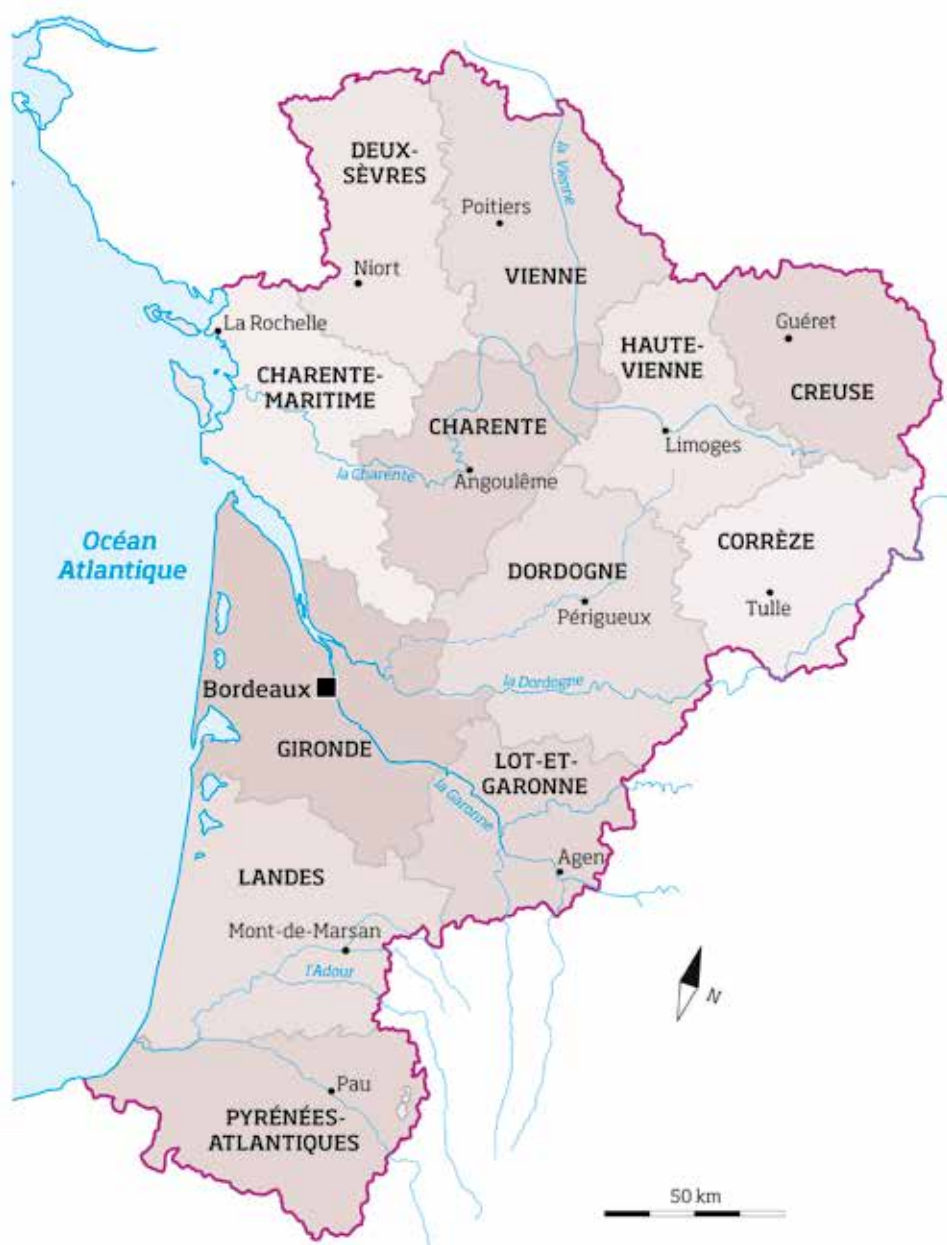 DEUX-
SÈVRES
la Vienne
Poitiers
VIENNE
Niort
La Rochelle
Guéret
HAUTE-
VIENNE
CHARENTE-
MARITIME
CREUSE
CHARENTE
Limoges
la Charente
Angoulême
Océan
Atlantique
CORRÈZE
DORDOGNE
Périgueux
Tulle
la Dordogne
Bordeaux
GIRONDE
LOT-ET-
GARONNE
la Garonne
Agen
LANDES
Mont-de-Marsan
l'Adour
N
Pau
PYRÉNÉES-
ATLANTIQUES
50 km